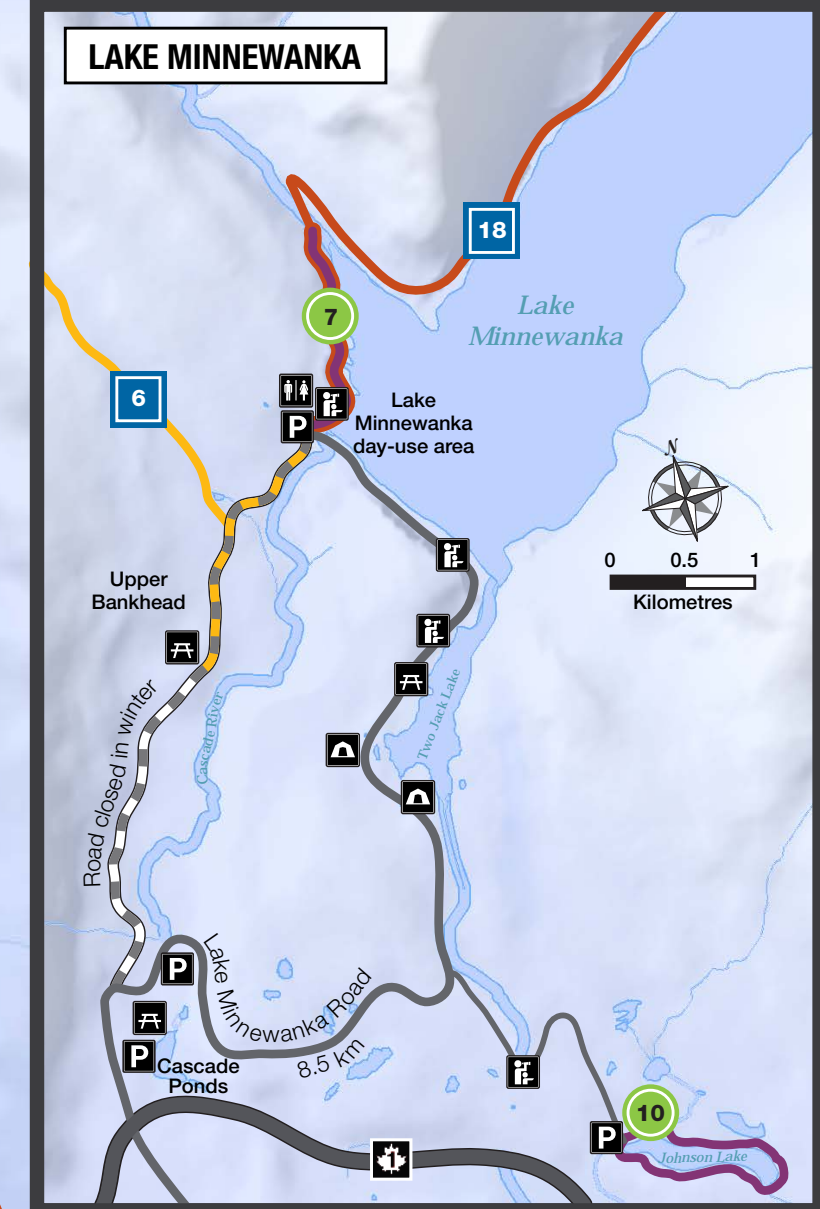 LAKE MINNEWANKA
18
7
Lake
Minnewanka
6
P
Lake
Minnewanka
day-use area
N
0 0.5 1
Kilometres
Upper
Bankhead
Two Jack Lake
Cascade River
Road closed in winter
P
Lake Minnewanka Road
8.5 km
P
Cascade
Ponds
10
P
Johnson Lake
1